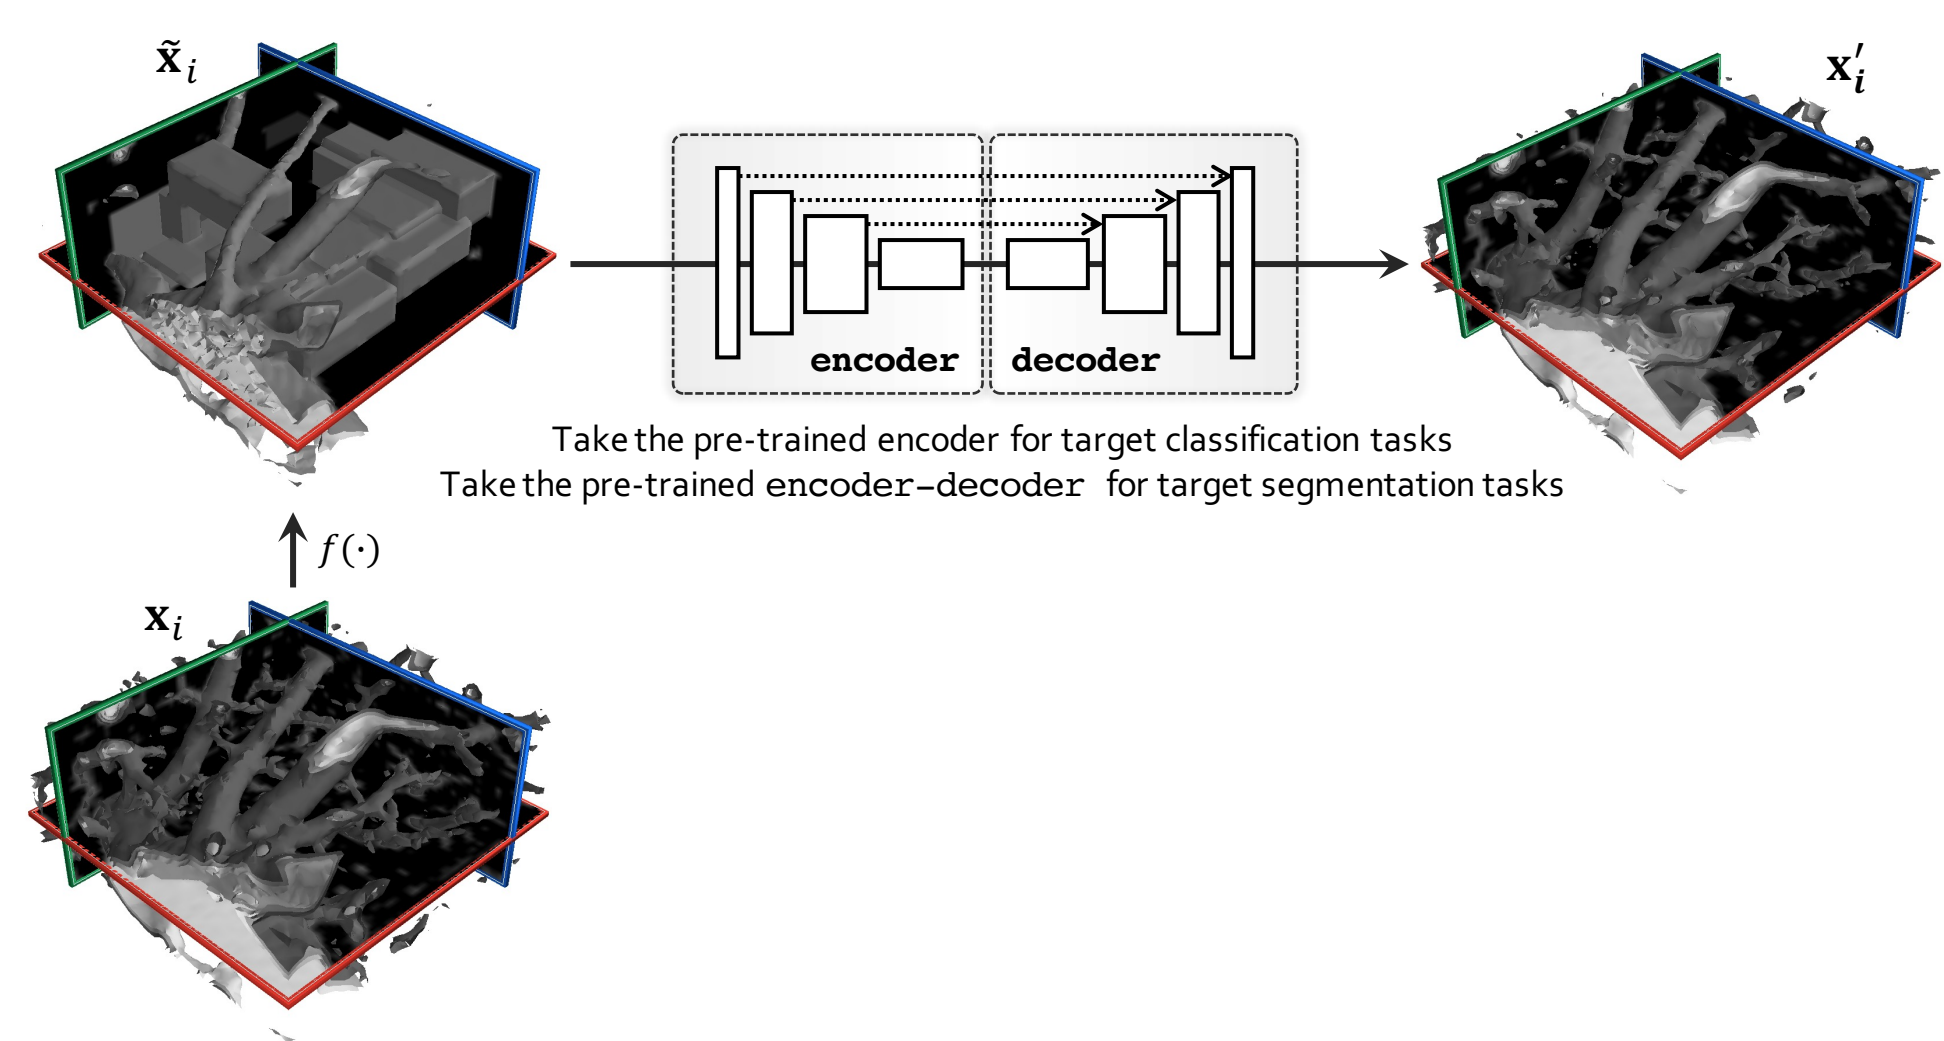 x̃ᵢ
x′ᵢ
encoder decoder
Take the pre-trained encoder for target classification tasks
Take the pre-trained encoder-decoder for target segmentation tasks
f(·)
xᵢ